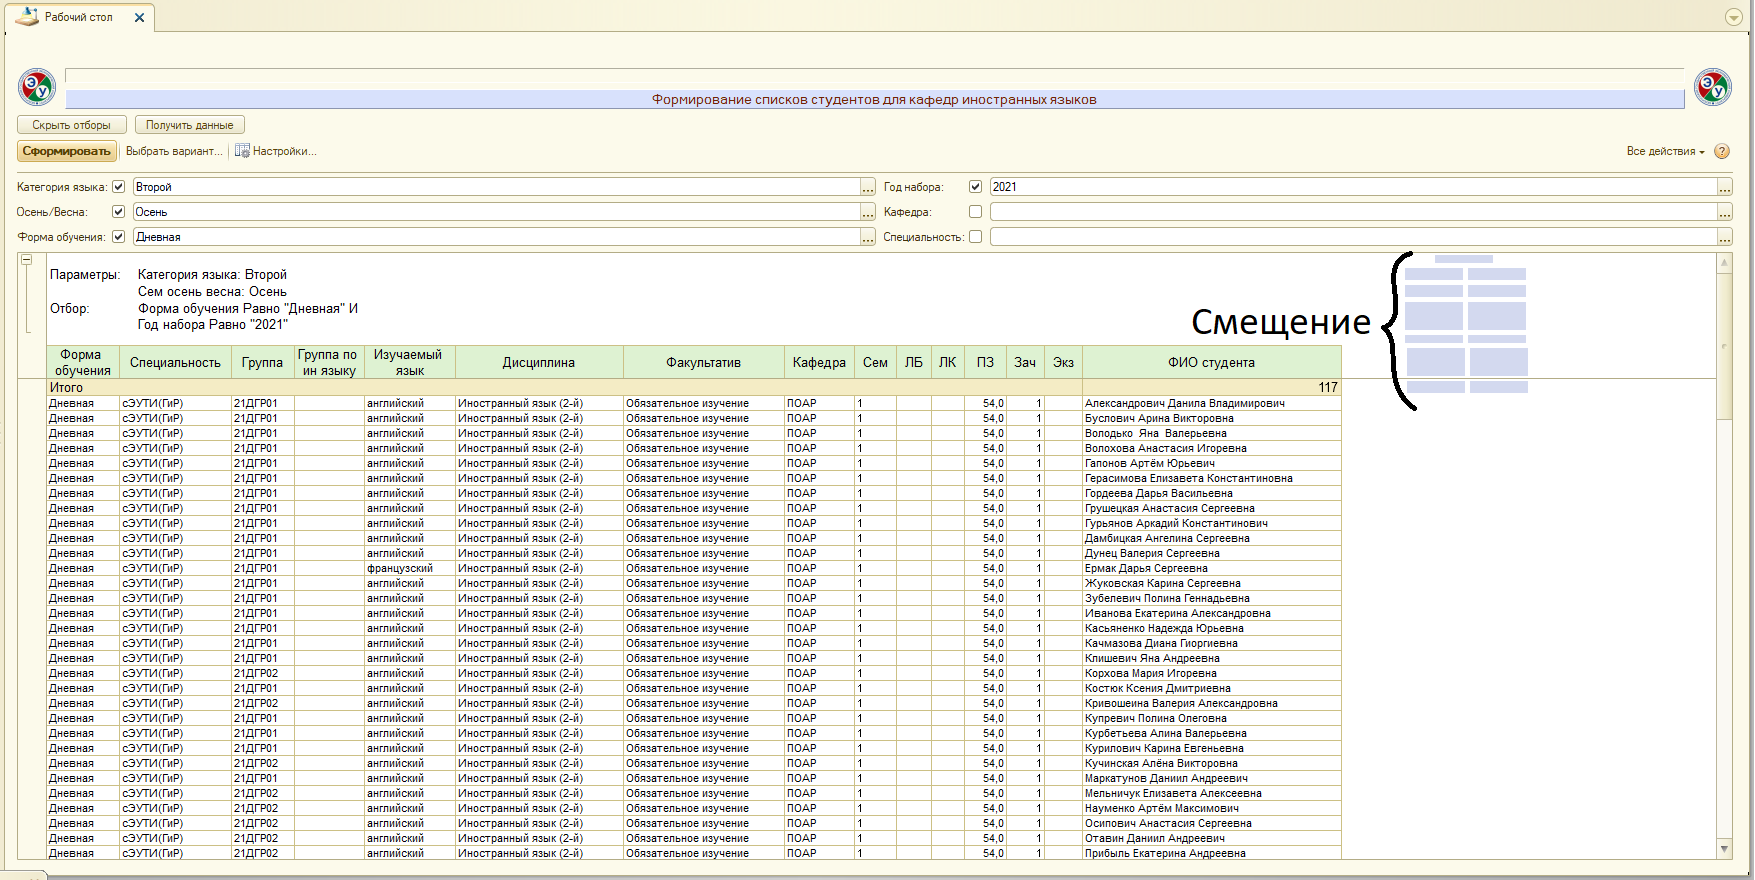 Рабочий стол
Формирование списков студентов для кафедр иностранных языков
Скрыть отборы Получить данные
Сформировать Выбрать вариант... Настройки... Все действия
Категория языка: Второй Год набора: 2021
Осень/Весна: Осень Кафедра:
Форма обучения: Дневная Специальность:
Параметры: Категория языка: Второй
Сем осень весна: Осень
Отбор: Форма обучения Равно "Дневная" И
Год набора Равно "2021"
Смещение
Форма обучения Специальность Группа Группа по ин языку Изучаемый язык Дисциплина Факультатив Кафедра Сем ЛБ ЛК ПЗ Зач Экз ФИО студента
Итого 117
Дневная сЭУТИ(ГиР) 21ДГР01 английский Иностранный язык (2-й) Обязательное изучение ПОАР 1 54,0 1 Александрович Данила Владимирович
Дневная сЭУТИ(ГиР) 21ДГР01 английский Иностранный язык (2-й) Обязательное изучение ПОАР 1 54,0 1 Буслович Арина Викторовна
Дневная сЭУТИ(ГиР) 21ДГР01 английский Иностранный язык (2-й) Обязательное изучение ПОАР 1 54,0 1 Володько Яна Валерьевна
Дневная сЭУТИ(ГиР) 21ДГР01 английский Иностранный язык (2-й) Обязательное изучение ПОАР 1 54,0 1 Волохова Анастасия Игоревна
Дневная сЭУТИ(ГиР) 21ДГР01 английский Иностранный язык (2-й) Обязательное изучение ПОАР 1 54,0 1 Гапонов Артём Юрьевич
Дневная сЭУТИ(ГиР) 21ДГР01 английский Иностранный язык (2-й) Обязательное изучение ПОАР 1 54,0 1 Герасимова Елизавета Константиновна
Дневная сЭУТИ(ГиР) 21ДГР01 английский Иностранный язык (2-й) Обязательное изучение ПОАР 1 54,0 1 Гордеева Дарья Васильевна
Дневная сЭУТИ(ГиР) 21ДГР01 английский Иностранный язык (2-й) Обязательное изучение ПОАР 1 54,0 1 Грушецкая Анастасия Сергеевна
Дневная сЭУТИ(ГиР) 21ДГР01 английский Иностранный язык (2-й) Обязательное изучение ПОАР 1 54,0 1 Гурьянов Аркадий Константинович
Дневная сЭУТИ(ГиР) 21ДГР01 английский Иностранный язык (2-й) Обязательное изучение ПОАР 1 54,0 1 Дамбицкая Ангелина Сергеевна
Дневная сЭУТИ(ГиР) 21ДГР01 английский Иностранный язык (2-й) Обязательное изучение ПОАР 1 54,0 1 Дунец Валерия Сергеевна
Дневная сЭУТИ(ГиР) 21ДГР01 французский Иностранный язык (2-й) Обязательное изучение ПОАР 1 54,0 1 Ермак Дарья Сергеевна
Дневная сЭУТИ(ГиР) 21ДГР01 английский Иностранный язык (2-й) Обязательное изучение ПОАР 1 54,0 1 Жуковская Карина Сергеевна
Дневная сЭУТИ(ГиР) 21ДГР01 английский Иностранный язык (2-й) Обязательное изучение ПОАР 1 54,0 1 Зубелевич Полина Геннадьевна
Дневная сЭУТИ(ГиР) 21ДГР01 английский Иностранный язык (2-й) Обязательное изучение ПОАР 1 54,0 1 Иванова Екатерина Александровна
Дневная сЭУТИ(ГиР) 21ДГР01 английский Иностранный язык (2-й) Обязательное изучение ПОАР 1 54,0 1 Касьяненко Надежда Юрьевна
Дневная сЭУТИ(ГиР) 21ДГР01 английский Иностранный язык (2-й) Обязательное изучение ПОАР 1 54,0 1 Качмазова Диана Гиоргиевна
Дневная сЭУТИ(ГиР) 21ДГР01 английский Иностранный язык (2-й) Обязательное изучение ПОАР 1 54,0 1 Клишевич Яна Андреевна
Дневная сЭУТИ(ГиР) 21ДГР02 английский Иностранный язык (2-й) Обязательное изучение ПОАР 1 54,0 1 Корхова Мария Игоревна
Дневная сЭУТИ(ГиР) 21ДГР01 английский Иностранный язык (2-й) Обязательное изучение ПОАР 1 54,0 1 Костюк Ксения Дмитриевна
Дневная сЭУТИ(ГиР) 21ДГР02 английский Иностранный язык (2-й) Обязательное изучение ПОАР 1 54,0 1 Кривошеина Валерия Александровна
Дневная сЭУТИ(ГиР) 21ДГР01 английский Иностранный язык (2-й) Обязательное изучение ПОАР 1 54,0 1 Купревич Полина Олеговна
Дневная сЭУТИ(ГиР) 21ДГР01 английский Иностранный язык (2-й) Обязательное изучение ПОАР 1 54,0 1 Курбетьева Алина Валерьевна
Дневная сЭУТИ(ГиР) 21ДГР01 английский Иностранный язык (2-й) Обязательное изучение ПОАР 1 54,0 1 Курилович Карина Евгеньевна
Дневная сЭУТИ(ГиР) 21ДГР02 английский Иностранный язык (2-й) Обязательное изучение ПОАР 1 54,0 1 Кучинская Алёна Викторовна
Дневная сЭУТИ(ГиР) 21ДГР01 английский Иностранный язык (2-й) Обязательное изучение ПОАР 1 54,0 1 Маркатунов Даниил Андреевич
Дневная сЭУТИ(ГиР) 21ДГР02 английский Иностранный язык (2-й) Обязательное изучение ПОАР 1 54,0 1 Мельничук Елизавета Алексеевна
Дневная сЭУТИ(ГиР) 21ДГР02 английский Иностранный язык (2-й) Обязательное изучение ПОАР 1 54,0 1 Науменко Артём Максимович
Дневная сЭУТИ(ГиР) 21ДГР02 английский Иностранный язык (2-й) Обязательное изучение ПОАР 1 54,0 1 Осипович Анастасия Сергеевна
Дневная сЭУТИ(ГиР) 21ДГР02 английский Иностранный язык (2-й) Обязательное изучение ПОАР 1 54,0 1 Отавин Даниил Андреевич
Дневная сЭУТИ(ГиР) 21ДГР02 английский Иностранный язык (2-й) Обязательное изучение ПОАР 1 54,0 1 Прибыль Екатерина Андреевна